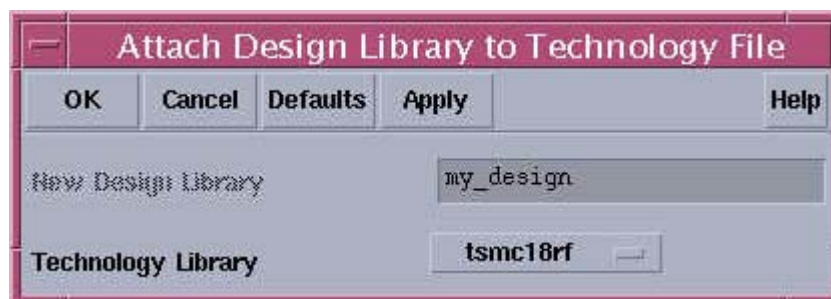 Attach Design Library to Technology File
OK Cancel Defaults Apply Help
New Design Library my_design
Technology Library tsmc18rf